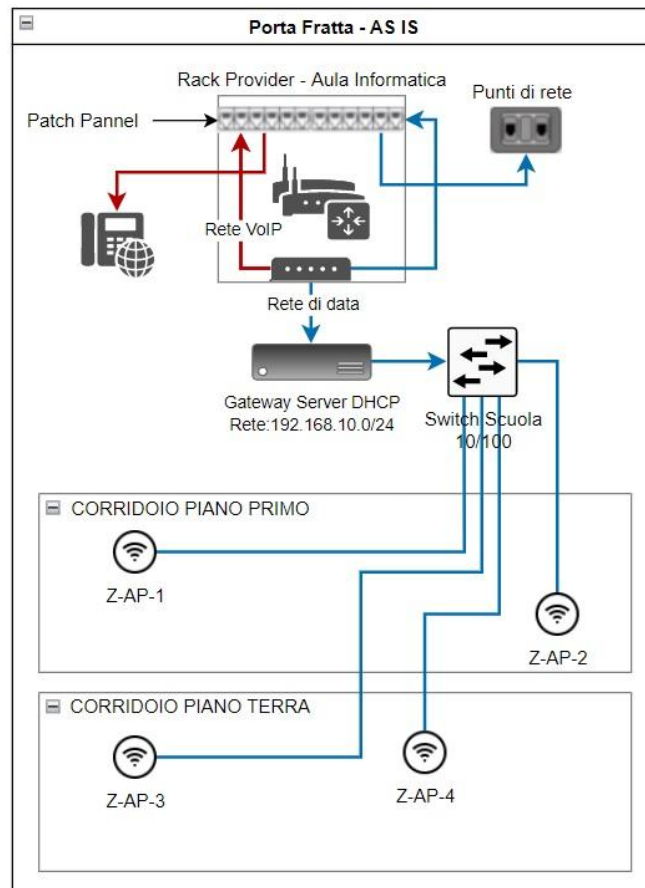 Porta Fratta - AS IS
Rack Provider - Aula Informatica
Punti di rete
Patch Pannel
Rete VoIP
Rete di data
Gateway Server DHCP
Rete:192.168.10.0/24
Switch Scuola
10/100
CORRIDOIO PIANO PRIMO
Z-AP-1
Z-AP-2
CORRIDOIO PIANO TERRA
Z-AP-3
Z-AP-4